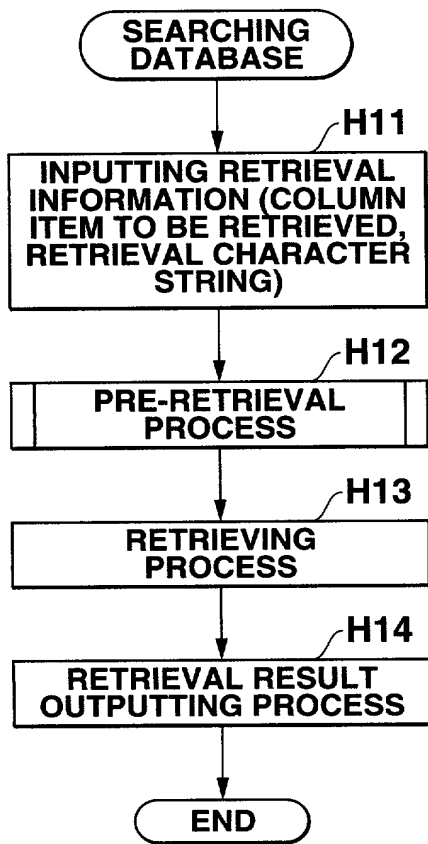 SEARCHING
DATABASE
H11
INPUTTING RETRIEVAL
INFORMATION (COLUMN
ITEM TO BE RETRIEVED,
RETRIEVAL CHARACTER
STRING)
H12
PRE-RETRIEVAL
PROCESS
H13
RETRIEVING
PROCESS
H14
RETRIEVAL RESULT
OUTPUTTING PROCESS
END